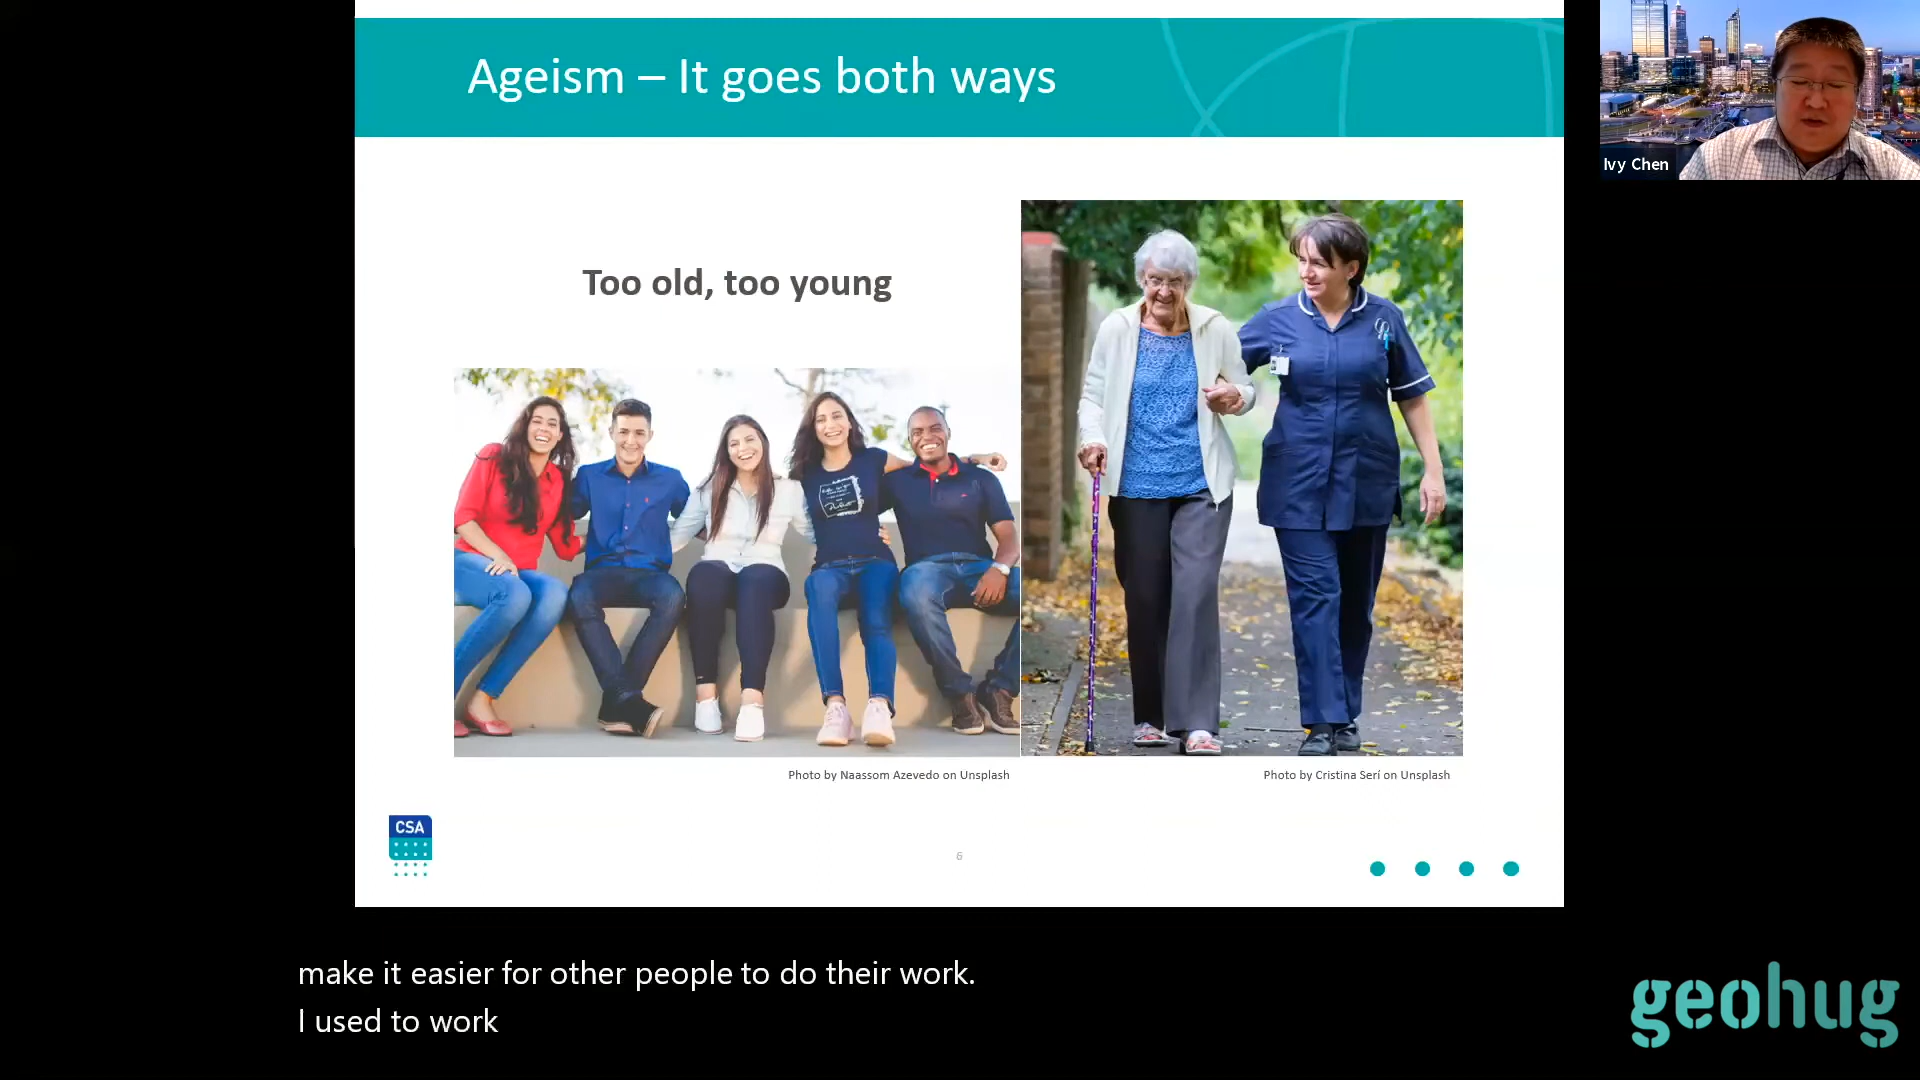 Ageism – It goes both ways
Ivy Chen
Too old, too young
Photo by Naassom Azevedo on Unsplash
Photo by Cristina Serí on Unsplash
CSA
6
make it easier for other people to do their work.
I used to work
geohug